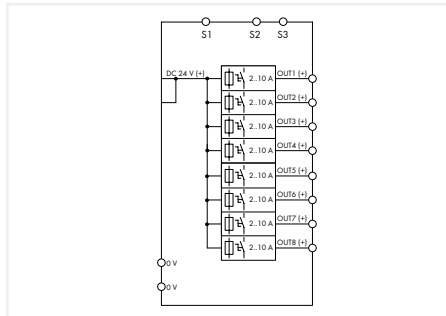 S1 S2 S3
DC 24 V (+) 2...10 A OUT1 (+)
2...10 A OUT2 (+)
2...10 A OUT3 (+)
2...10 A OUT4 (+)
2...10 A OUT5 (+)
2...10 A OUT6 (+)
2...10 A OUT7 (+)
2...10 A OUT8 (+)
0 V
0 V